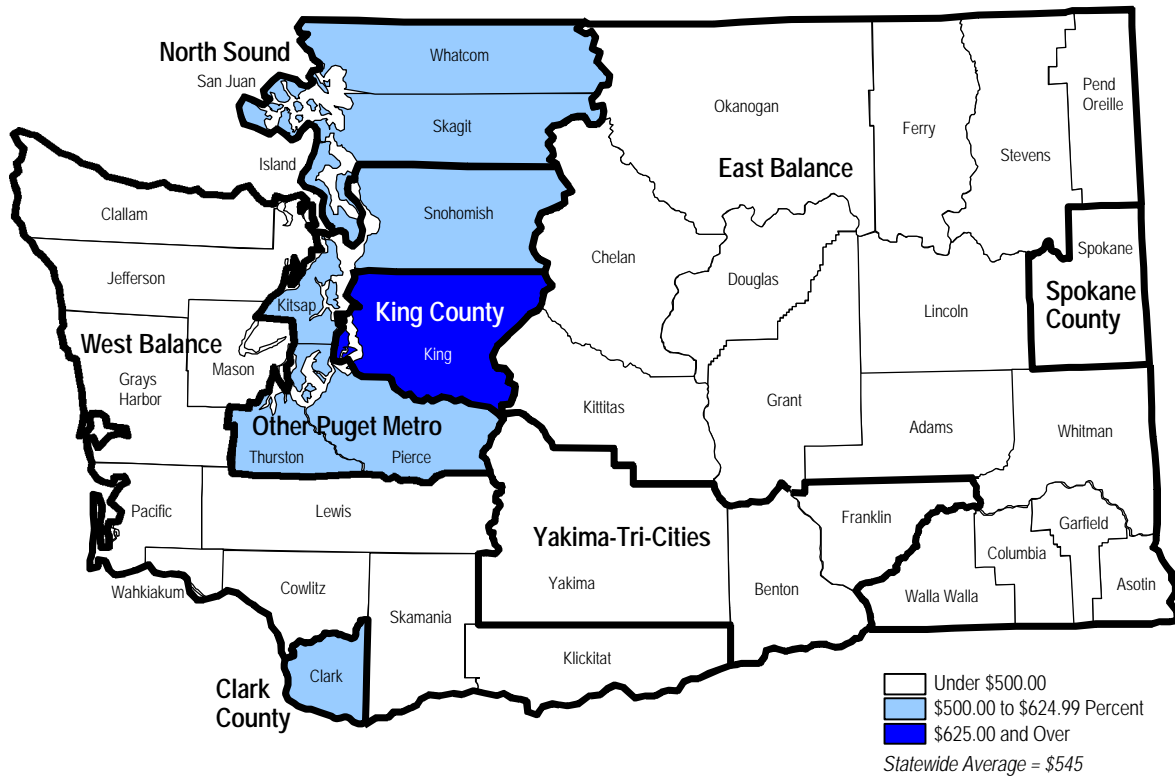 North Sound
San Juan
Whatcom
Skagit
Island
Snohomish
Okanogan
Ferry
Stevens
Pend
Oreille
East Balance
Clallam
Jefferson
Kitsap
Chelan
Douglas
Lincoln
Spokane
Spokane
County
King County
King
West Balance
Grays
Harbor
Mason
Other Puget Metro
Thurston
Pierce
Kittitas
Grant
Adams
Whitman
Pacific
Lewis
Yakima-Tri-Cities
Yakima
Benton
Franklin
Garfield
Columbia
Walla Walla
Asotin
Wahkiakum
Cowlitz
Skamania
Klickitat
Clark
Clark
County
Under $500.00
$500.00 to $624.99 Percent
$625.00 and Over
Statewide Average = $545